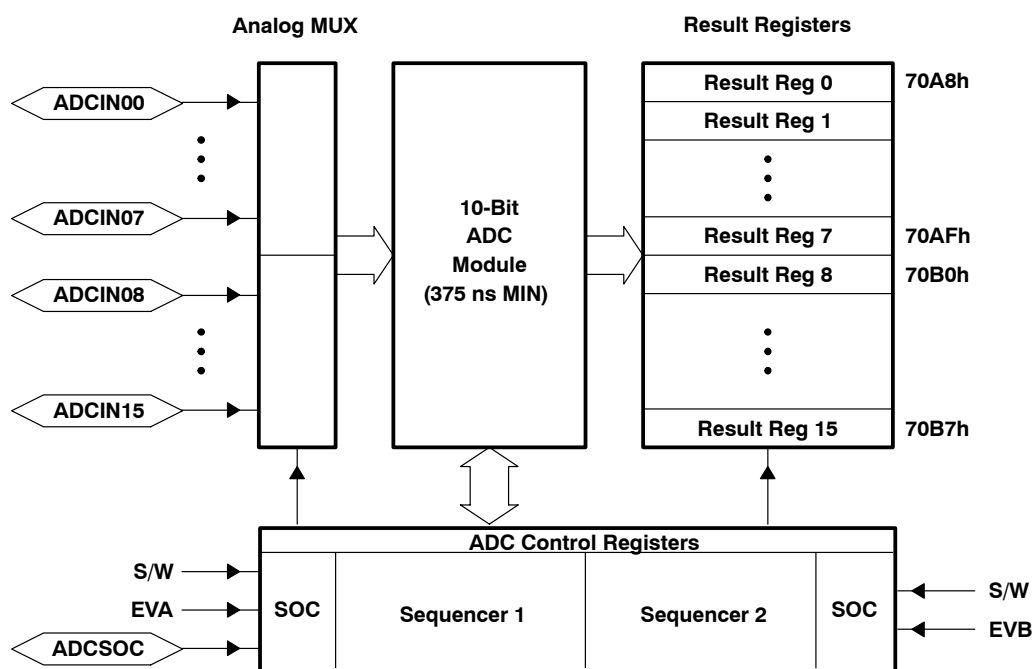 Analog MUX
Result Registers
ADCIN00
ADCIN07
ADCIN08
ADCIN15
10-Bit
ADC
Module
(375 ns MIN)
Result Reg 0
70A8h
Result Reg 1
Result Reg 7
70AFh
Result Reg 8
70B0h
Result Reg 15
70B7h
ADC Control Registers
S/W
EVA
ADCSOC
SOC
Sequencer 1
Sequencer 2
SOC
S/W
EVB